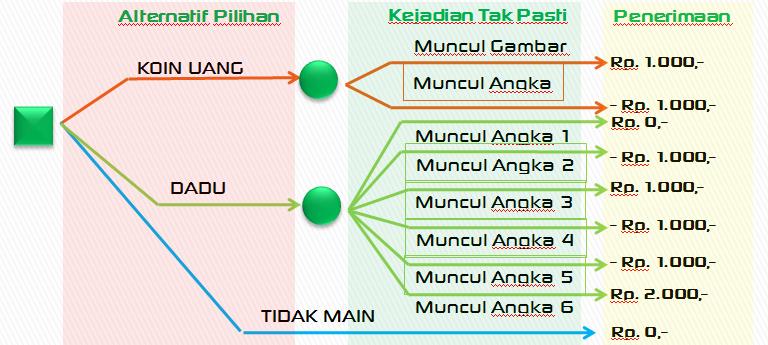 Alternatif Pilihan
Kejadian Tak Pasti
Penerimaan
KOIN UANG
Muncul Gambar
Rp. 1.000,-
Muncul Angka
- Rp. 1.000,-
DADU
Muncul Angka 1
Rp. 0,-
Muncul Angka 2
- Rp. 1.000,-
Muncul Angka 3
Rp. 1.000,-
Muncul Angka 4
- Rp. 1.000,-
Muncul Angka 5
- Rp. 1.000,-
Muncul Angka 6
Rp. 2.000,-
TIDAK MAIN
Rp. 0,-